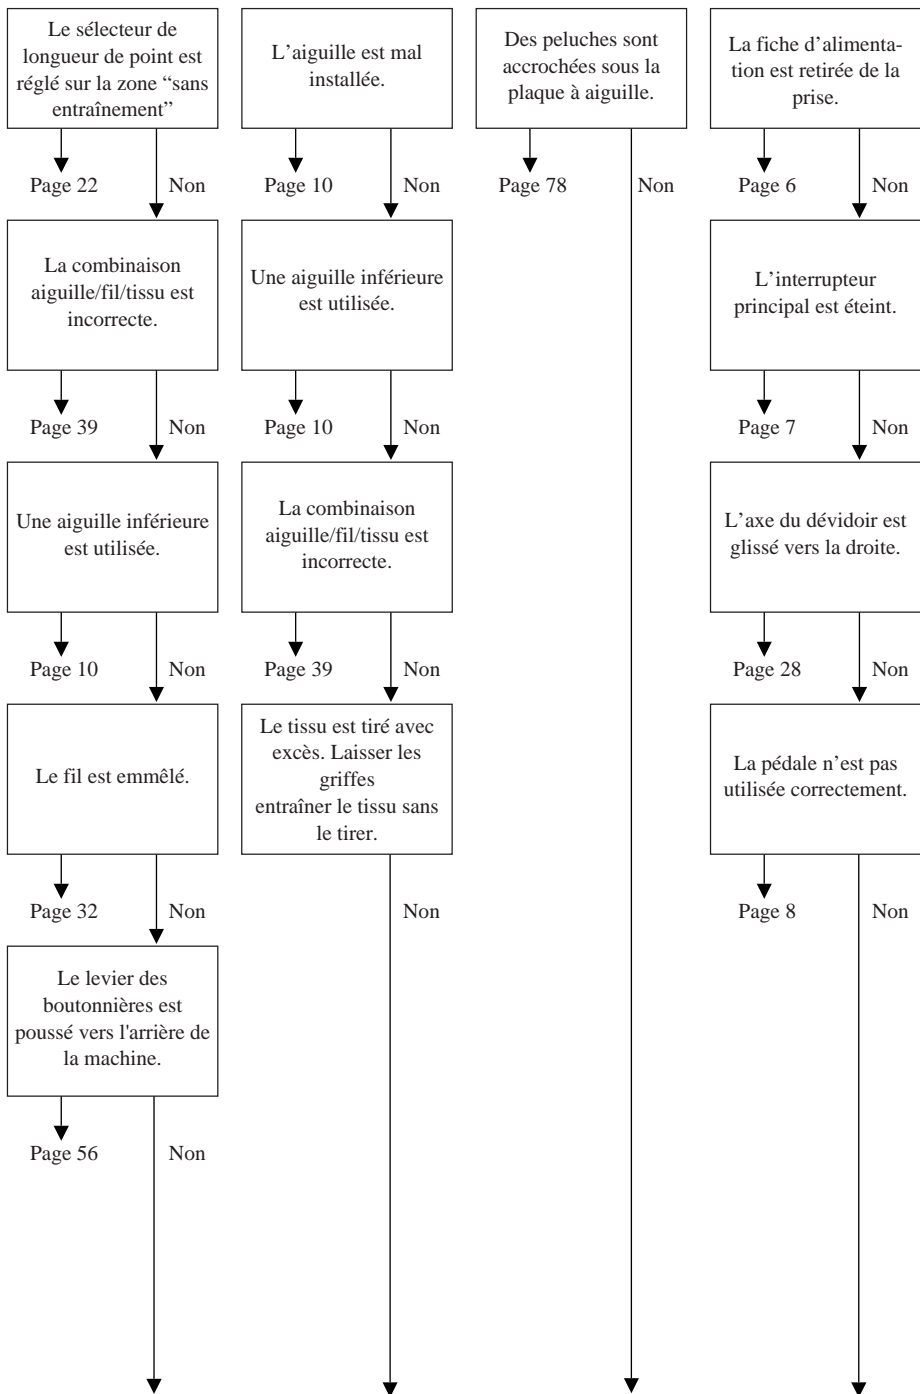 Le sélecteur de
longueur de point est
réglé sur la zone “sans
entraînement”
Page 22
Non
La combinaison
aiguille/fil/tissu est
incorrecte.
Page 39
Non
Une aiguille inférieure
est utilisée.
Page 10
Non
Le fil est emmêlé.
Page 32
Non
Le levier des
boutonnières est
poussé vers l'arrière de
la machine.
Page 56
Non
L’aiguille est mal
installée.
Page 10
Non
Une aiguille inférieure
est utilisée.
Page 10
Non
La combinaison
aiguille/fil/tissu est
incorrecte.
Page 39
Non
Le tissu est tiré avec
excès. Laisser les
griffes
entraîner le tissu sans
le tirer.
Non
Des peluches sont
accrochées sous la
plaque à aiguille.
Page 78
Non
La fiche d’alimenta-
tion est retirée de la
prise.
Page 6
Non
L’interrupteur
principal est éteint.
Page 7
Non
L’axe du dévidoir est
glissé vers la droite.
Page 28
Non
La pédale n’est pas
utilisée correctement.
Page 8
Non